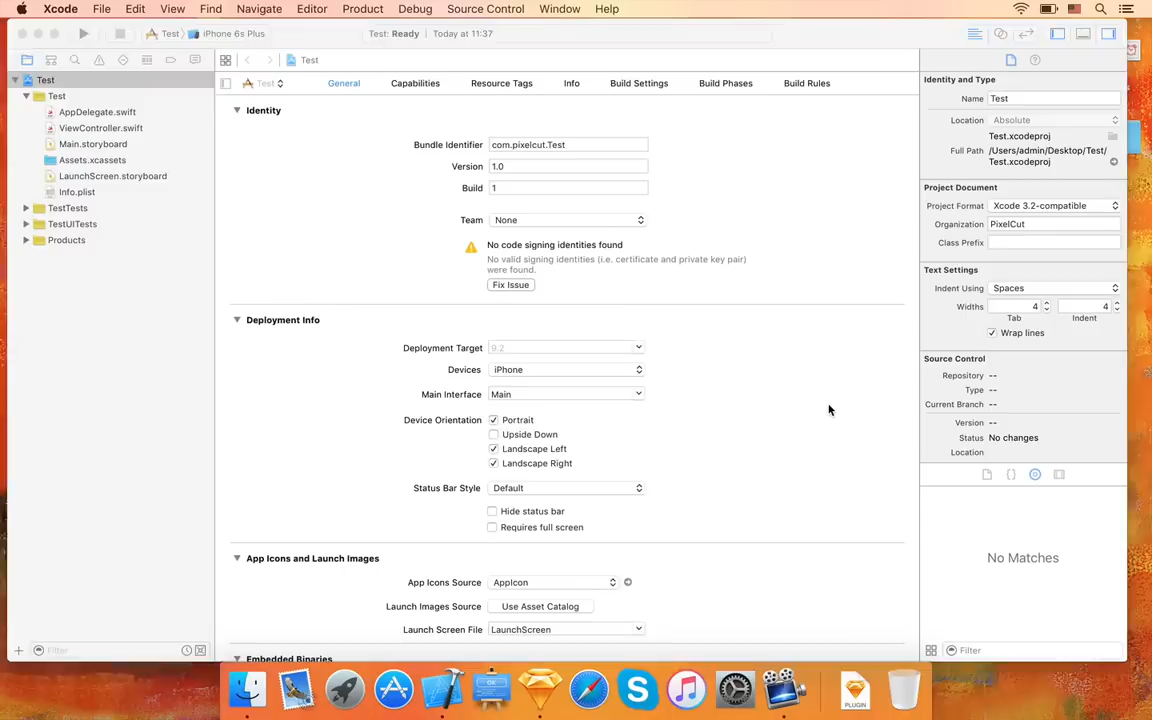 Xcode File Edit View Find Navigate Editor Product Debug Source Control Window Help
Test iPhone 6s Plus Test: Ready Today at 11:37
Test
Test
Test
AppDelegate.swift
ViewController.swift
Main.storyboard
Assets.xcassets
LaunchScreen.storyboard
Info.plist
TestTests
TestUITests
Products
Filter
Test General Capabilities Resource Tags Info Build Settings Build Phases Build Rules
Identity
Bundle Identifier com.pixelcut.Test
Version 1.0
Build 1
Team None
No code signing identities found
No valid signing identities (i.e. certificate and private key pair)
were found.
Fix Issue
Deployment Info
Deployment Target 9.2
Devices iPhone
Main Interface Main
Device Orientation Portrait
Upside Down
Landscape Left
Landscape Right
Status Bar Style Default
Hide status bar
Requires full screen
App Icons and Launch Images
App Icons Source AppIcon
Launch Images Source Use Asset Catalog
Launch Screen File LaunchScreen
Embedded Binaries
Identity and Type
Name Test
Location Absolute
Test.xcodeproj
Full Path /Users/admin/Desktop/Test/
Test.xcodeproj
Project Document
Project Format Xcode 3.2-compatible
Organization PixelCut
Class Prefix
Text Settings
Indent Using Spaces
Widths 4 4
Tab Indent
Wrap lines
Source Control
Repository --
Type --
Current Branch --
Version --
Status No changes
Location
No Matches
Filter
PLUGIN